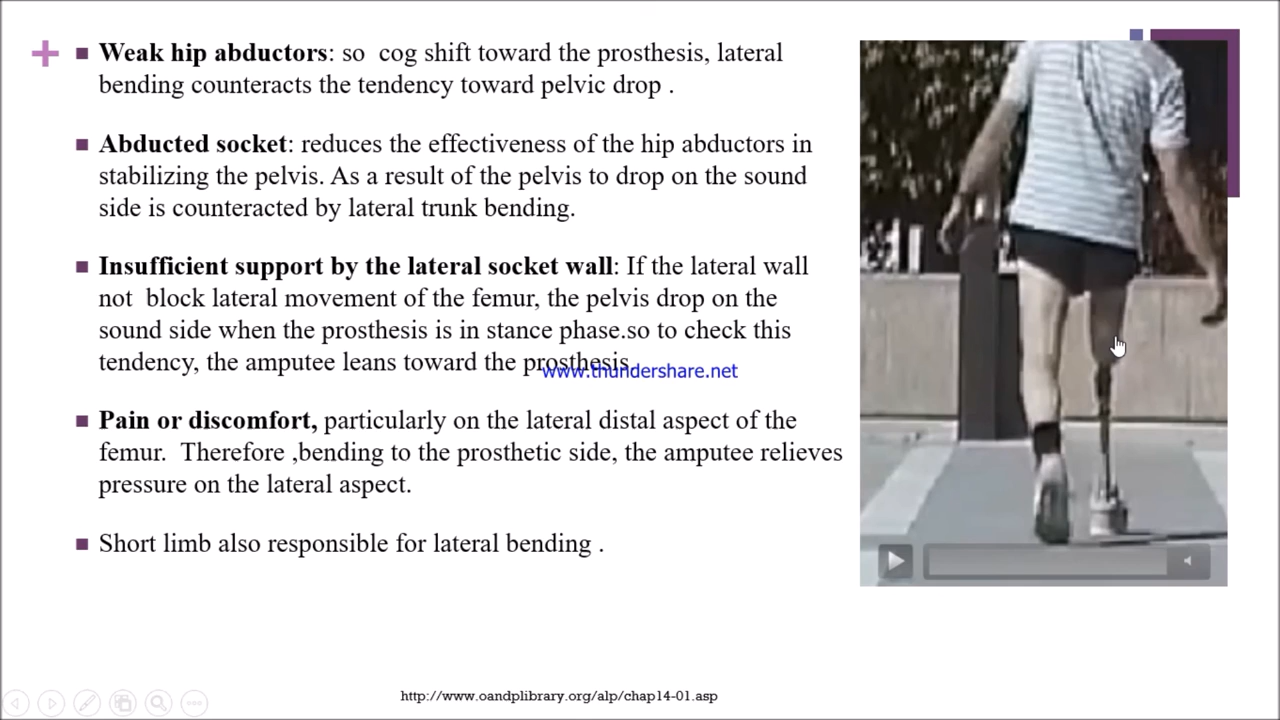 Weak hip abductors: so cog shift toward the prosthesis, lateral
bending counteracts the tendency toward pelvic drop .
Abducted socket: reduces the effectiveness of the hip abductors in
stabilizing the pelvis. As a result of the pelvis to drop on the sound
side is counteracted by lateral trunk bending.
Insufficient support by the lateral socket wall: If the lateral wall
not block lateral movement of the femur, the pelvis drop on the
sound side when the prosthesis is in stance phase.so to check this
tendency, the amputee leans toward the prosthesis.
www.thundershare.net
Pain or discomfort, particularly on the lateral distal aspect of the
femur. Therefore ,bending to the prosthetic side, the amputee relieves
pressure on the lateral aspect.
Short limb also responsible for lateral bending .
http://www.oandplibrary.org/alp/chap14-01.asp